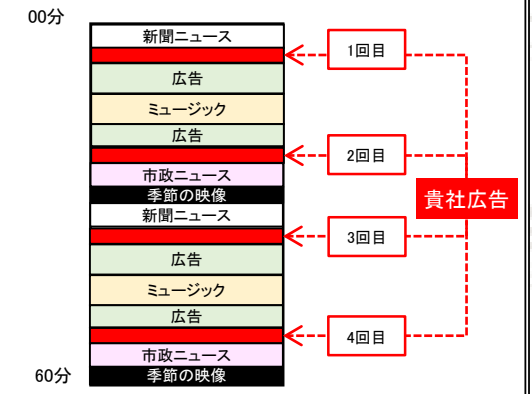 00分
新聞ニュース
1回目
広告
ミュージック
広告
2回目
市政ニュース
季節の映像
貴社広告
新聞ニュース
3回目
広告
ミュージック
広告
4回目
市政ニュース
60分
季節の映像